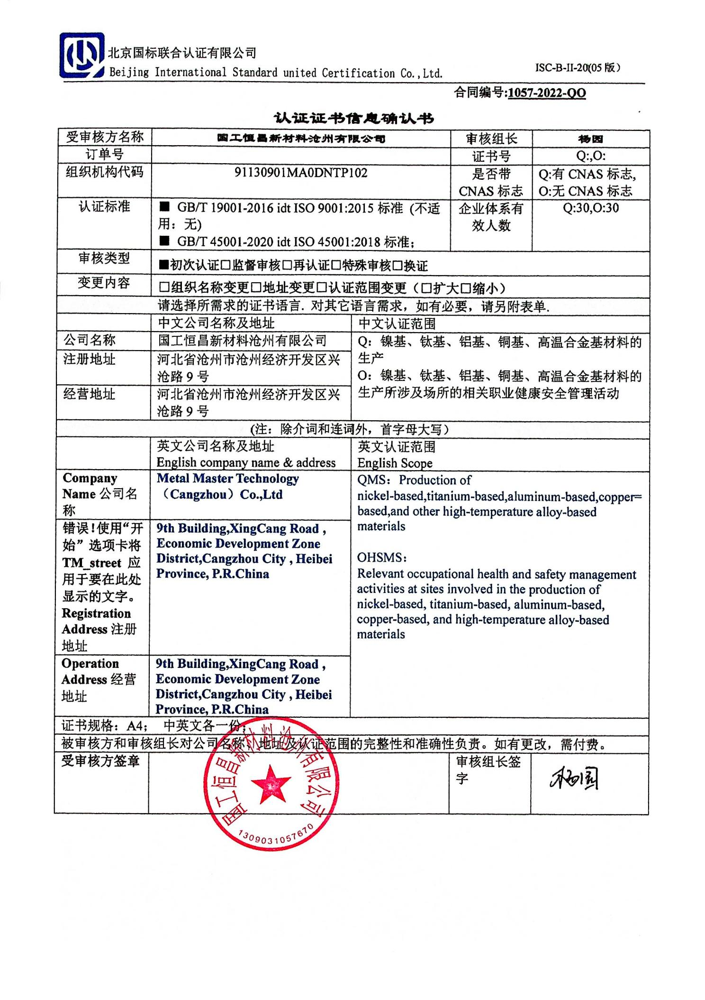 北京国标联合认证有限公司
Beijing International Standard united Certification Co.,Ltd.
ISC-B-II-20(05 版）
合同编号:1057-2022-QO
认证证书信息确认书
受审核方名称 国工恒昌新材料沧州有限公司 审核组长 杨园
订单号 证书号 Q:,O:
组织机构代码 91130901MA0DNTP102 是否带 Q:有 CNAS 标志,
CNAS 标志 O:无 CNAS 标志
认证标准 ■ GB/T 19001-2016 idt ISO 9001:2015 标准 (不适 企业体系有 Q:30,O:30
用：无) 效人数
■ GB/T 45001-2020 idt ISO 45001:2018 标准；
审核类型 ■初次认证□监督审核□再认证□特殊审核□换证
变更内容 □组织名称变更□地址变更□认证范围变更（□扩大□缩小）
请选择所需求的证书语言. 对其它语言需求，如有必要，请另附表单.
中文公司名称及地址 中文认证范围
公司名称 国工恒昌新材料沧州有限公司 Q：镍基、钛基、铝基、铜基、高温合金基材料的
生产
注册地址 河北省沧州市沧州经济开发区兴
沧路 9 号 O：镍基、钛基、铝基、铜基、高温合金基材料的
经营地址 河北省沧州市沧州经济开发区兴 生产所涉及场所的相关职业健康安全管理活动
沧路 9 号
(注：除介词和连词外，首字母大写）
英文公司名称及地址 英文认证范围
English company name & address English Scope
Company
Name 公司名
称
Metal Master Technology
（Cangzhou）Co.,Ltd
QMS：Production of
nickel-based,titanium-based,aluminum-based,copper=
based,and other high-temperature alloy-based
materials
错误!使用“开
始” 选项卡将
TM_street 应
用于要在此处
显示的文字。
Registration
Address 注册
地址
9th Building,XingCang Road ,
Economic Development Zone
District,Cangzhou City , Heibei
Province, P.R.China
OHSMS：
Relevant occupational health and safety management
activities at sites involved in the production of
nickel-based, titanium-based, aluminum-based,
copper-based, and high-temperature alloy-based
materials
Operation
Address 经营
地址
9th Building,XingCang Road ,
Economic Development Zone
District,Cangzhou City , Heibei
Province, P.R.China
证书规格：A4； 中英文各一份；
被审核方和审核组长对公司名称、地址及认证范围的完整性和准确性负责。如有更改，需付费。
受审核方签章 审核组长签
字
杨园
国工恒昌新材料沧州有限公司
1309031057670